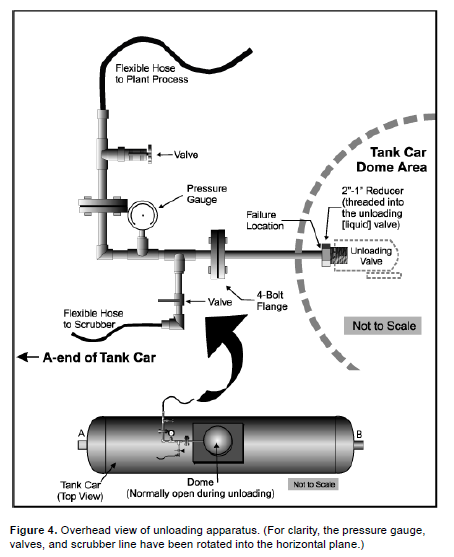 Flexible Hose
to Plant Process
Valve
Pressure
Gauge
Tank Car
Dome Area
2"-1" Reducer
(threaded into
the unloading
[liquid] valve)
Failure
Location
Unloading
Valve
4-Bolt
Flange
Valve
Flexible Hose
to Scrubber
Not to Scale
A-end of Tank Car
A
B
Tank Car
(Top View)
Dome
(Normally open during unloading)
Not to Scale
Figure 4. Overhead view of unloading apparatus. (For clarity, the pressure gauge,
valves, and scrubber line have been rotated into the horizontal plane.)